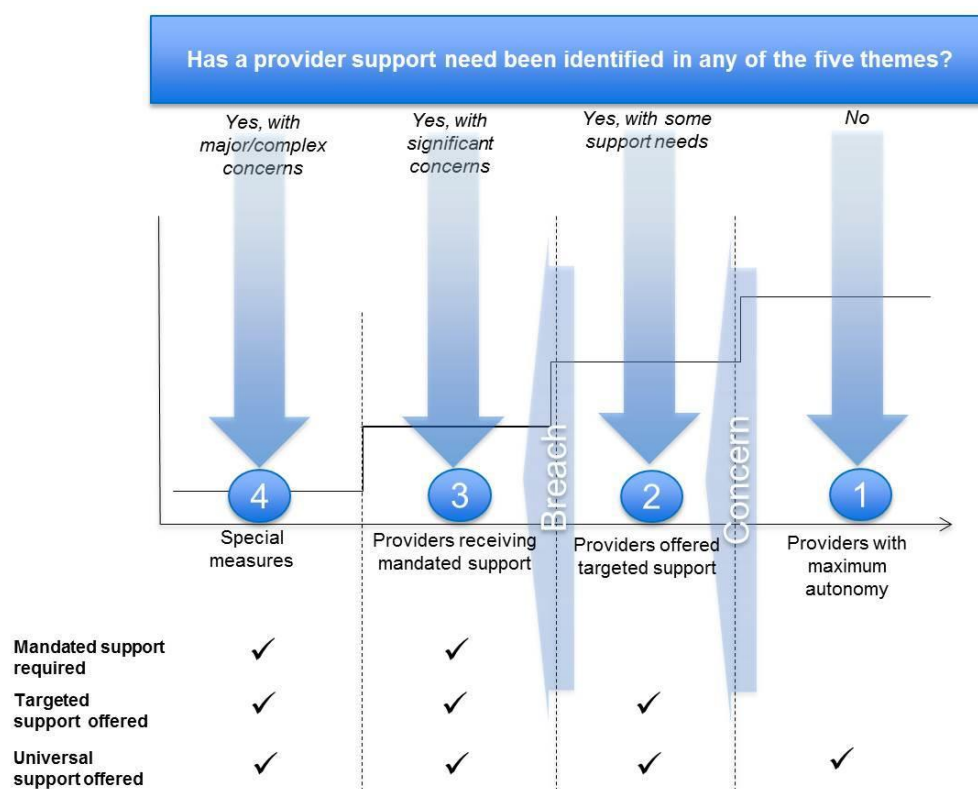 Has a provider support need been identified in any of the five themes?
Yes, with
major/complex
concerns
Yes, with
significant
concerns
Yes, with some
support needs
No
Breach
Concern
4
3
2
1
Special
measures
Providers receiving
mandated support
Providers offered
targeted support
Providers with
maximum
autonomy
Mandated support
required
Targeted
support offered
Universal
support offered